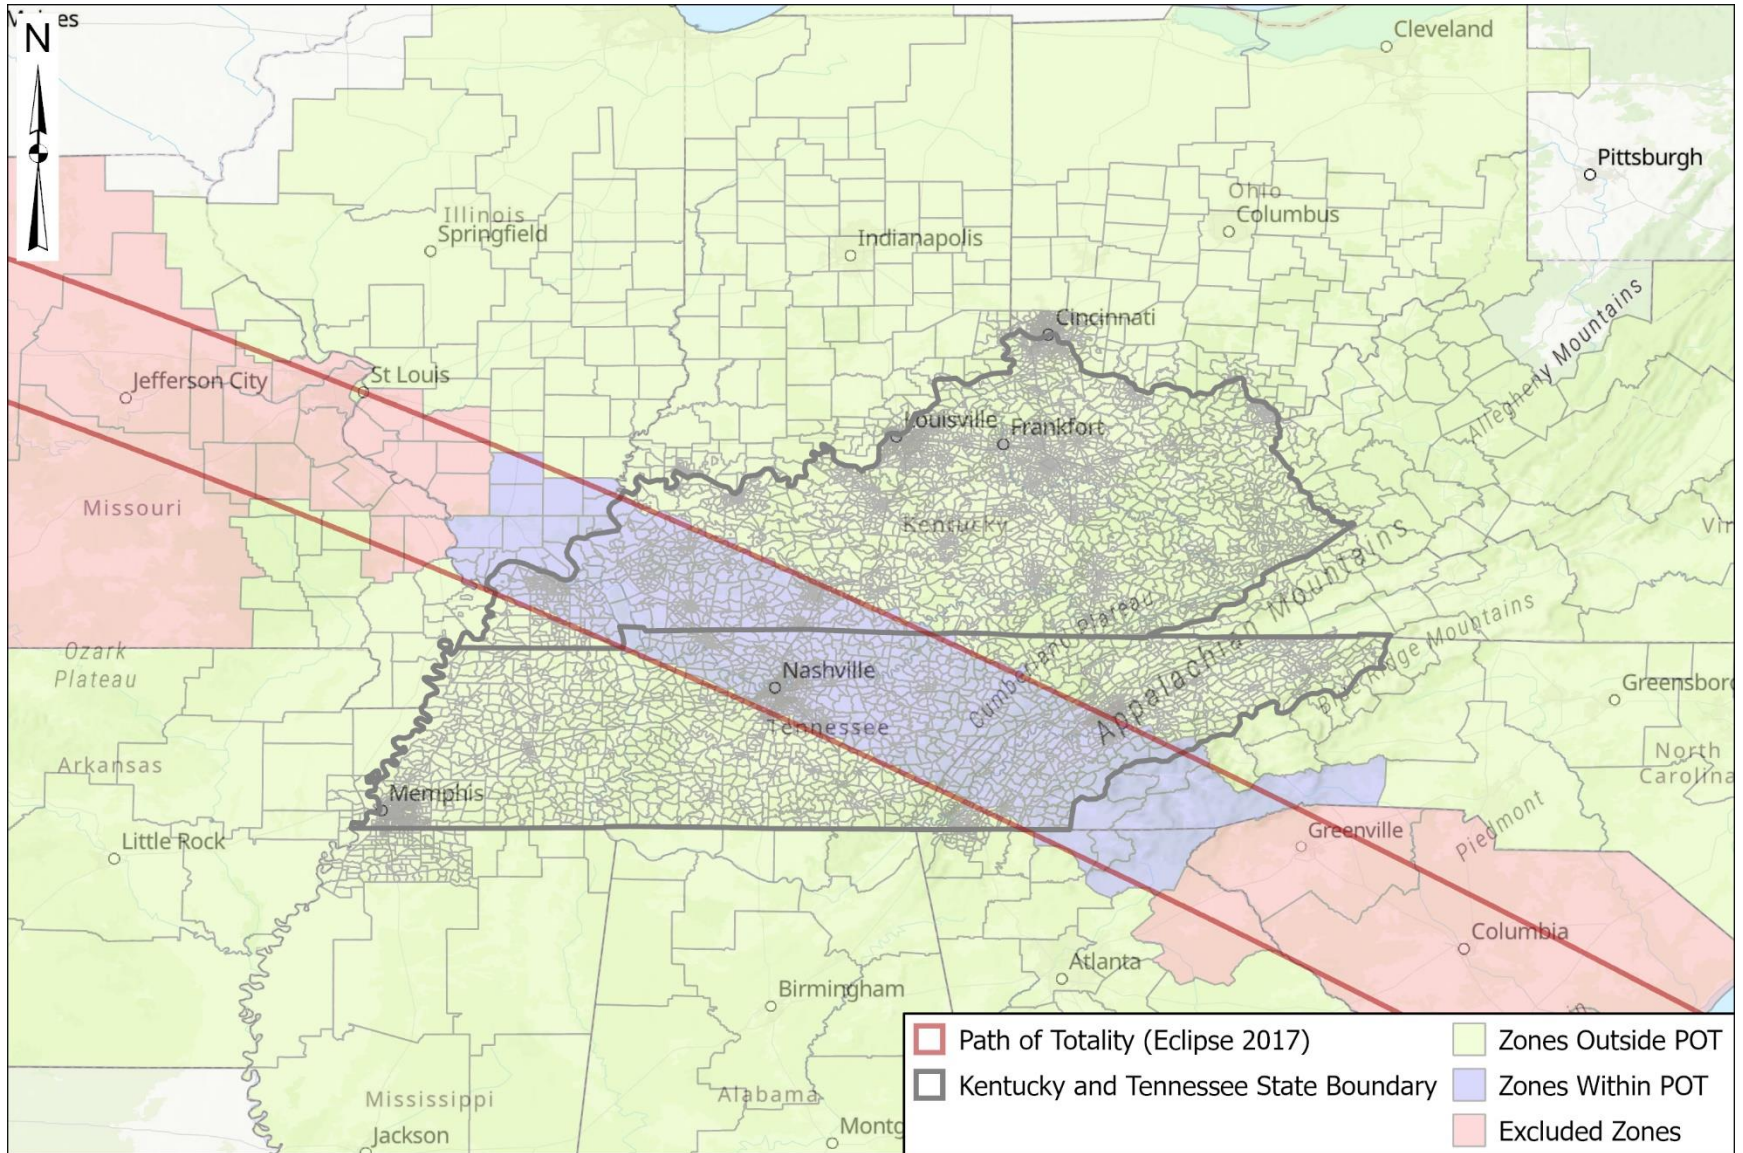 Cleveland
N
Pittsburgh
Ohio
Columbus
Illinois
Springfield
Indianapolis
Allegheny Mountains
Cincinnati
Jefferson City
St Louis
Louisville
Frankfort
Missouri
Kentucky
Vir
Appalachian Mountains
Cumberland Plateau
Blue Ridge Mountains
Ozark
Plateau
Nashville
Greensboro
Tennessee
Arkansas
North
Carolina
Memphis
Little Rock
Greenville
Piedmont
Columbia
Atlanta
Birmingham
in
Path of Totality (Eclipse 2017)
Zones Outside POT
Kentucky and Tennessee State Boundary
Zones Within POT
Excluded Zones
Mississippi
Alabama
Jackson
Montg